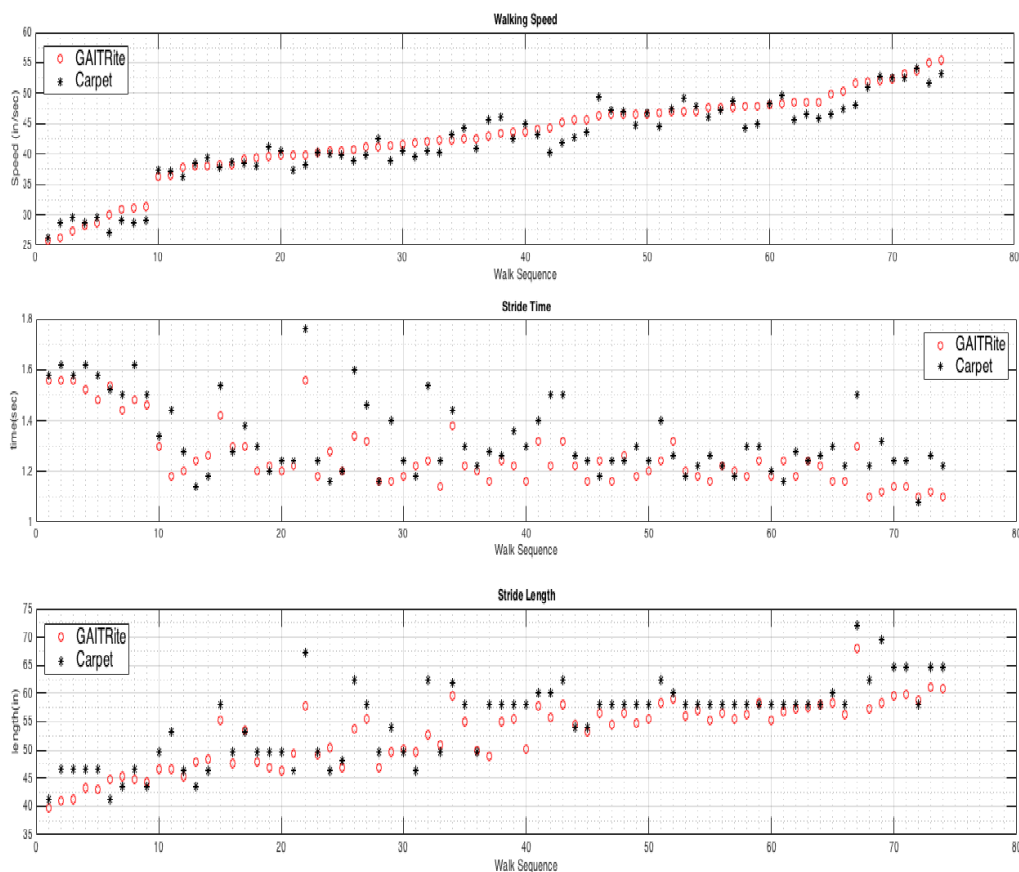 Walking Speed
60
55
50
45
40
35
30
25
Speed (in/sec)
GAITRite
Carpet
0 10 20 30 40 50 60 70 80
Walk Sequence
Stride Time
1.8
1.6
1.4
1.2
1
time(sec)
GAITRite
Carpet
0 10 20 30 40 50 60 70 80
Walk Sequence
Stride Length
75
70
65
60
55
50
45
40
35
length(in)
GAITRite
Carpet
0 10 20 30 40 50 60 70 80
Walk Sequence